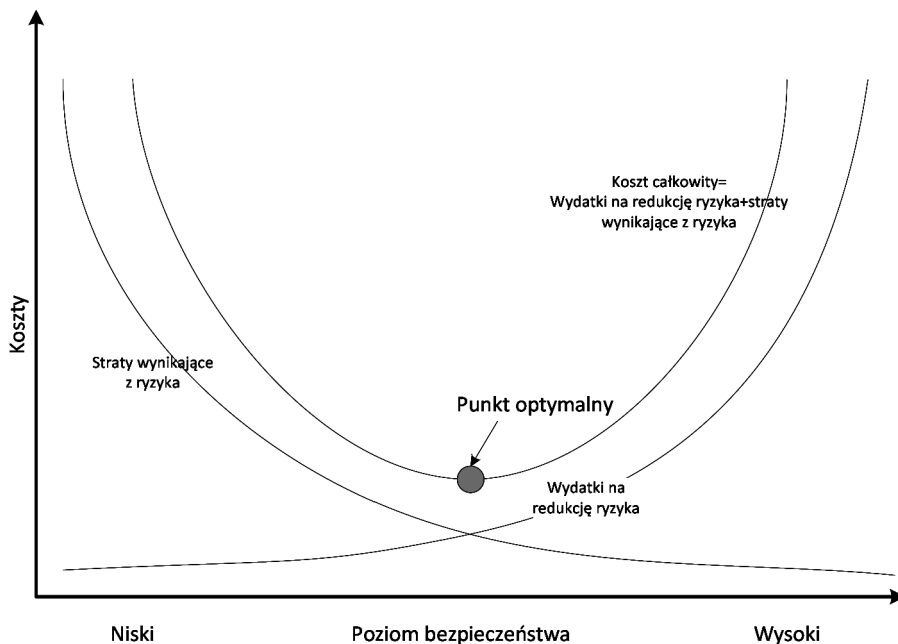 Koszt całkowity=
Wydatki na redukcję ryzyka+straty
wynikające z ryzyka
Koszty
Straty wynikające
z ryzyka
Punkt optymalny
Wydatki na
redukcję ryzyka
Niski
Poziom bezpieczeństwa
Wysoki